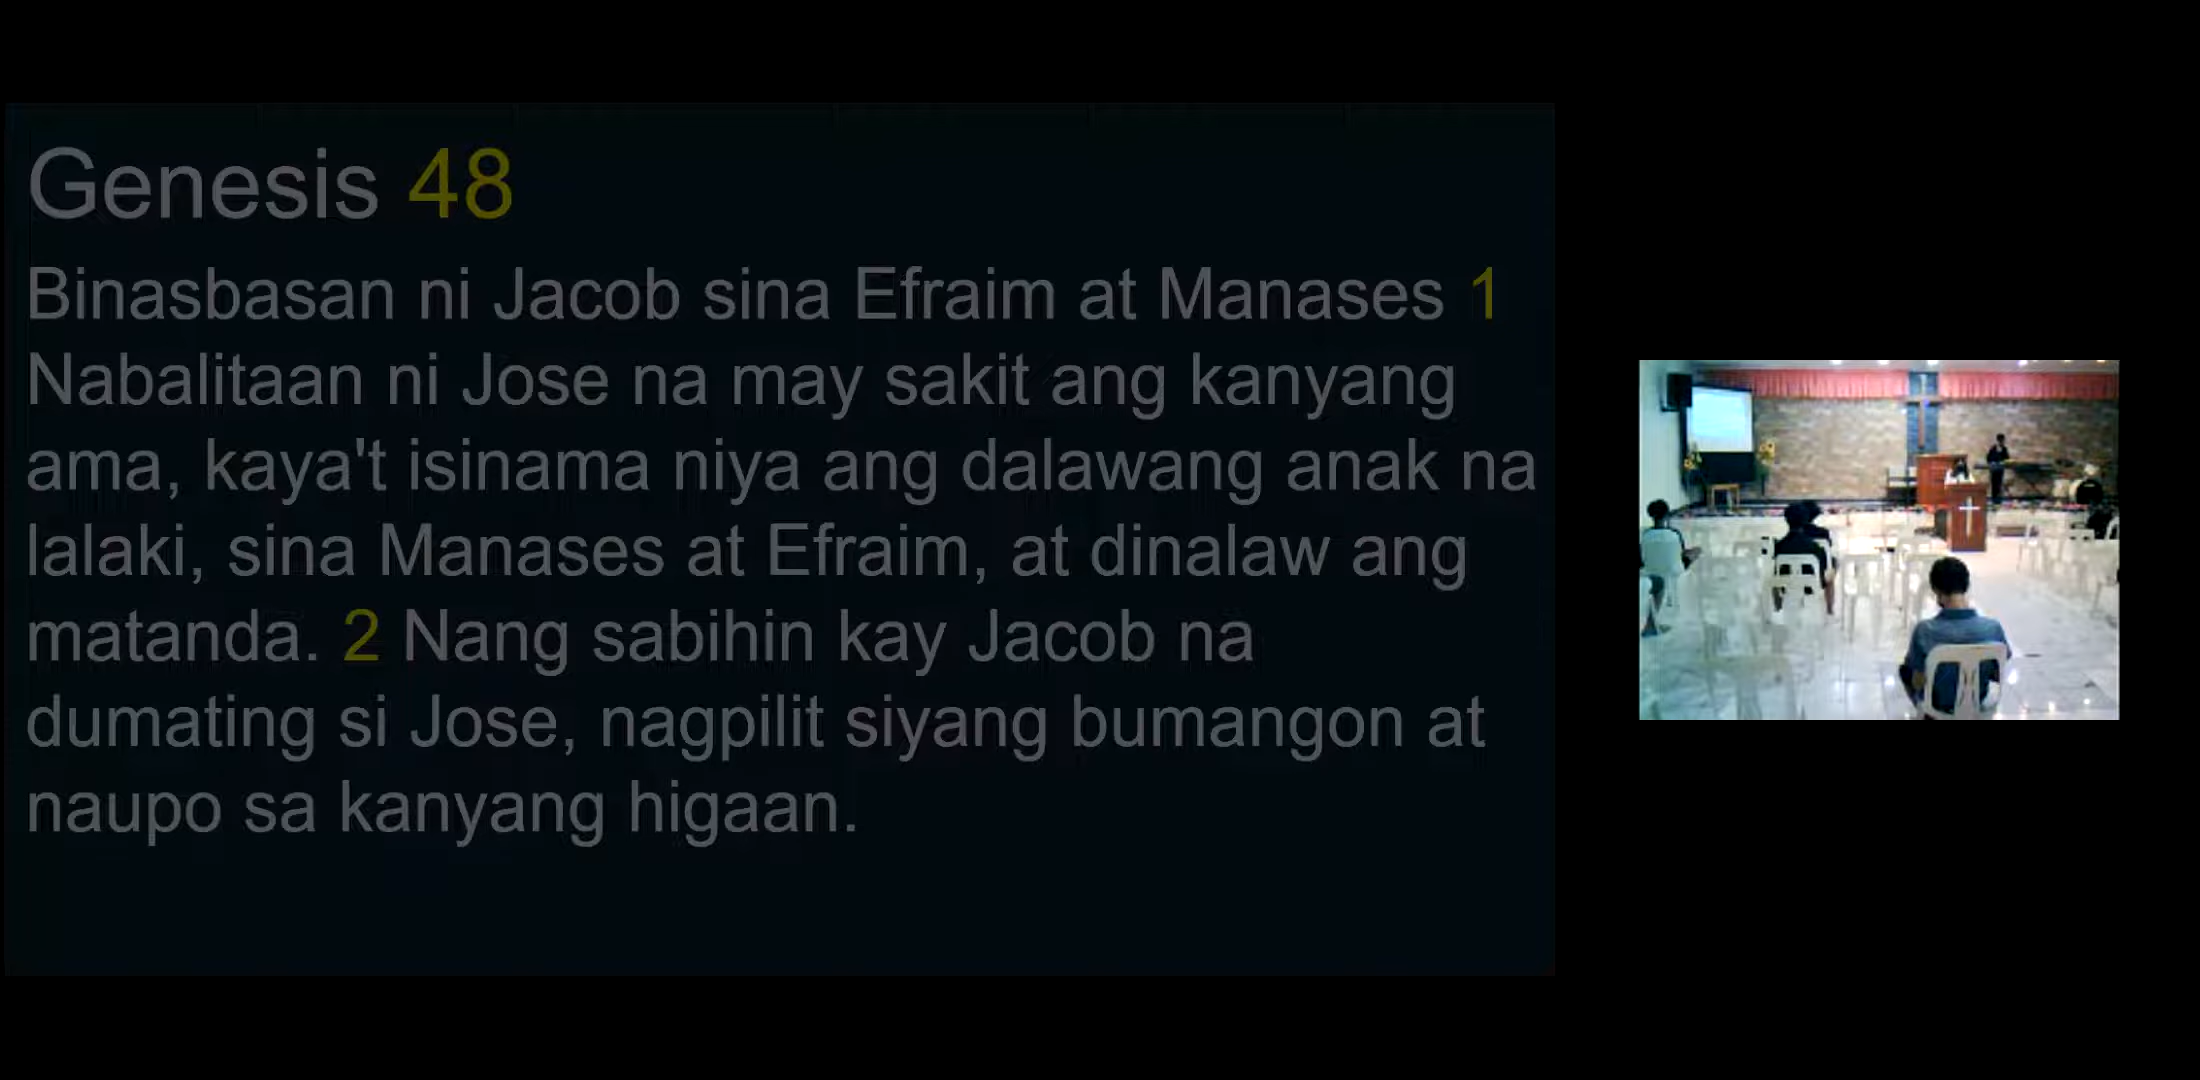 Genesis 48
Binasbasan ni Jacob sina Efraim at Manases 1
Nabalitaan ni Jose na may sakit ang kanyang
ama, kaya't isinama niya ang dalawang anak na
lalaki, sina Manases at Efraim, at dinalaw ang
matanda. 2 Nang sabihin kay Jacob na
dumating si Jose, nagpilit siyang bumangon at
naupo sa kanyang higaan.